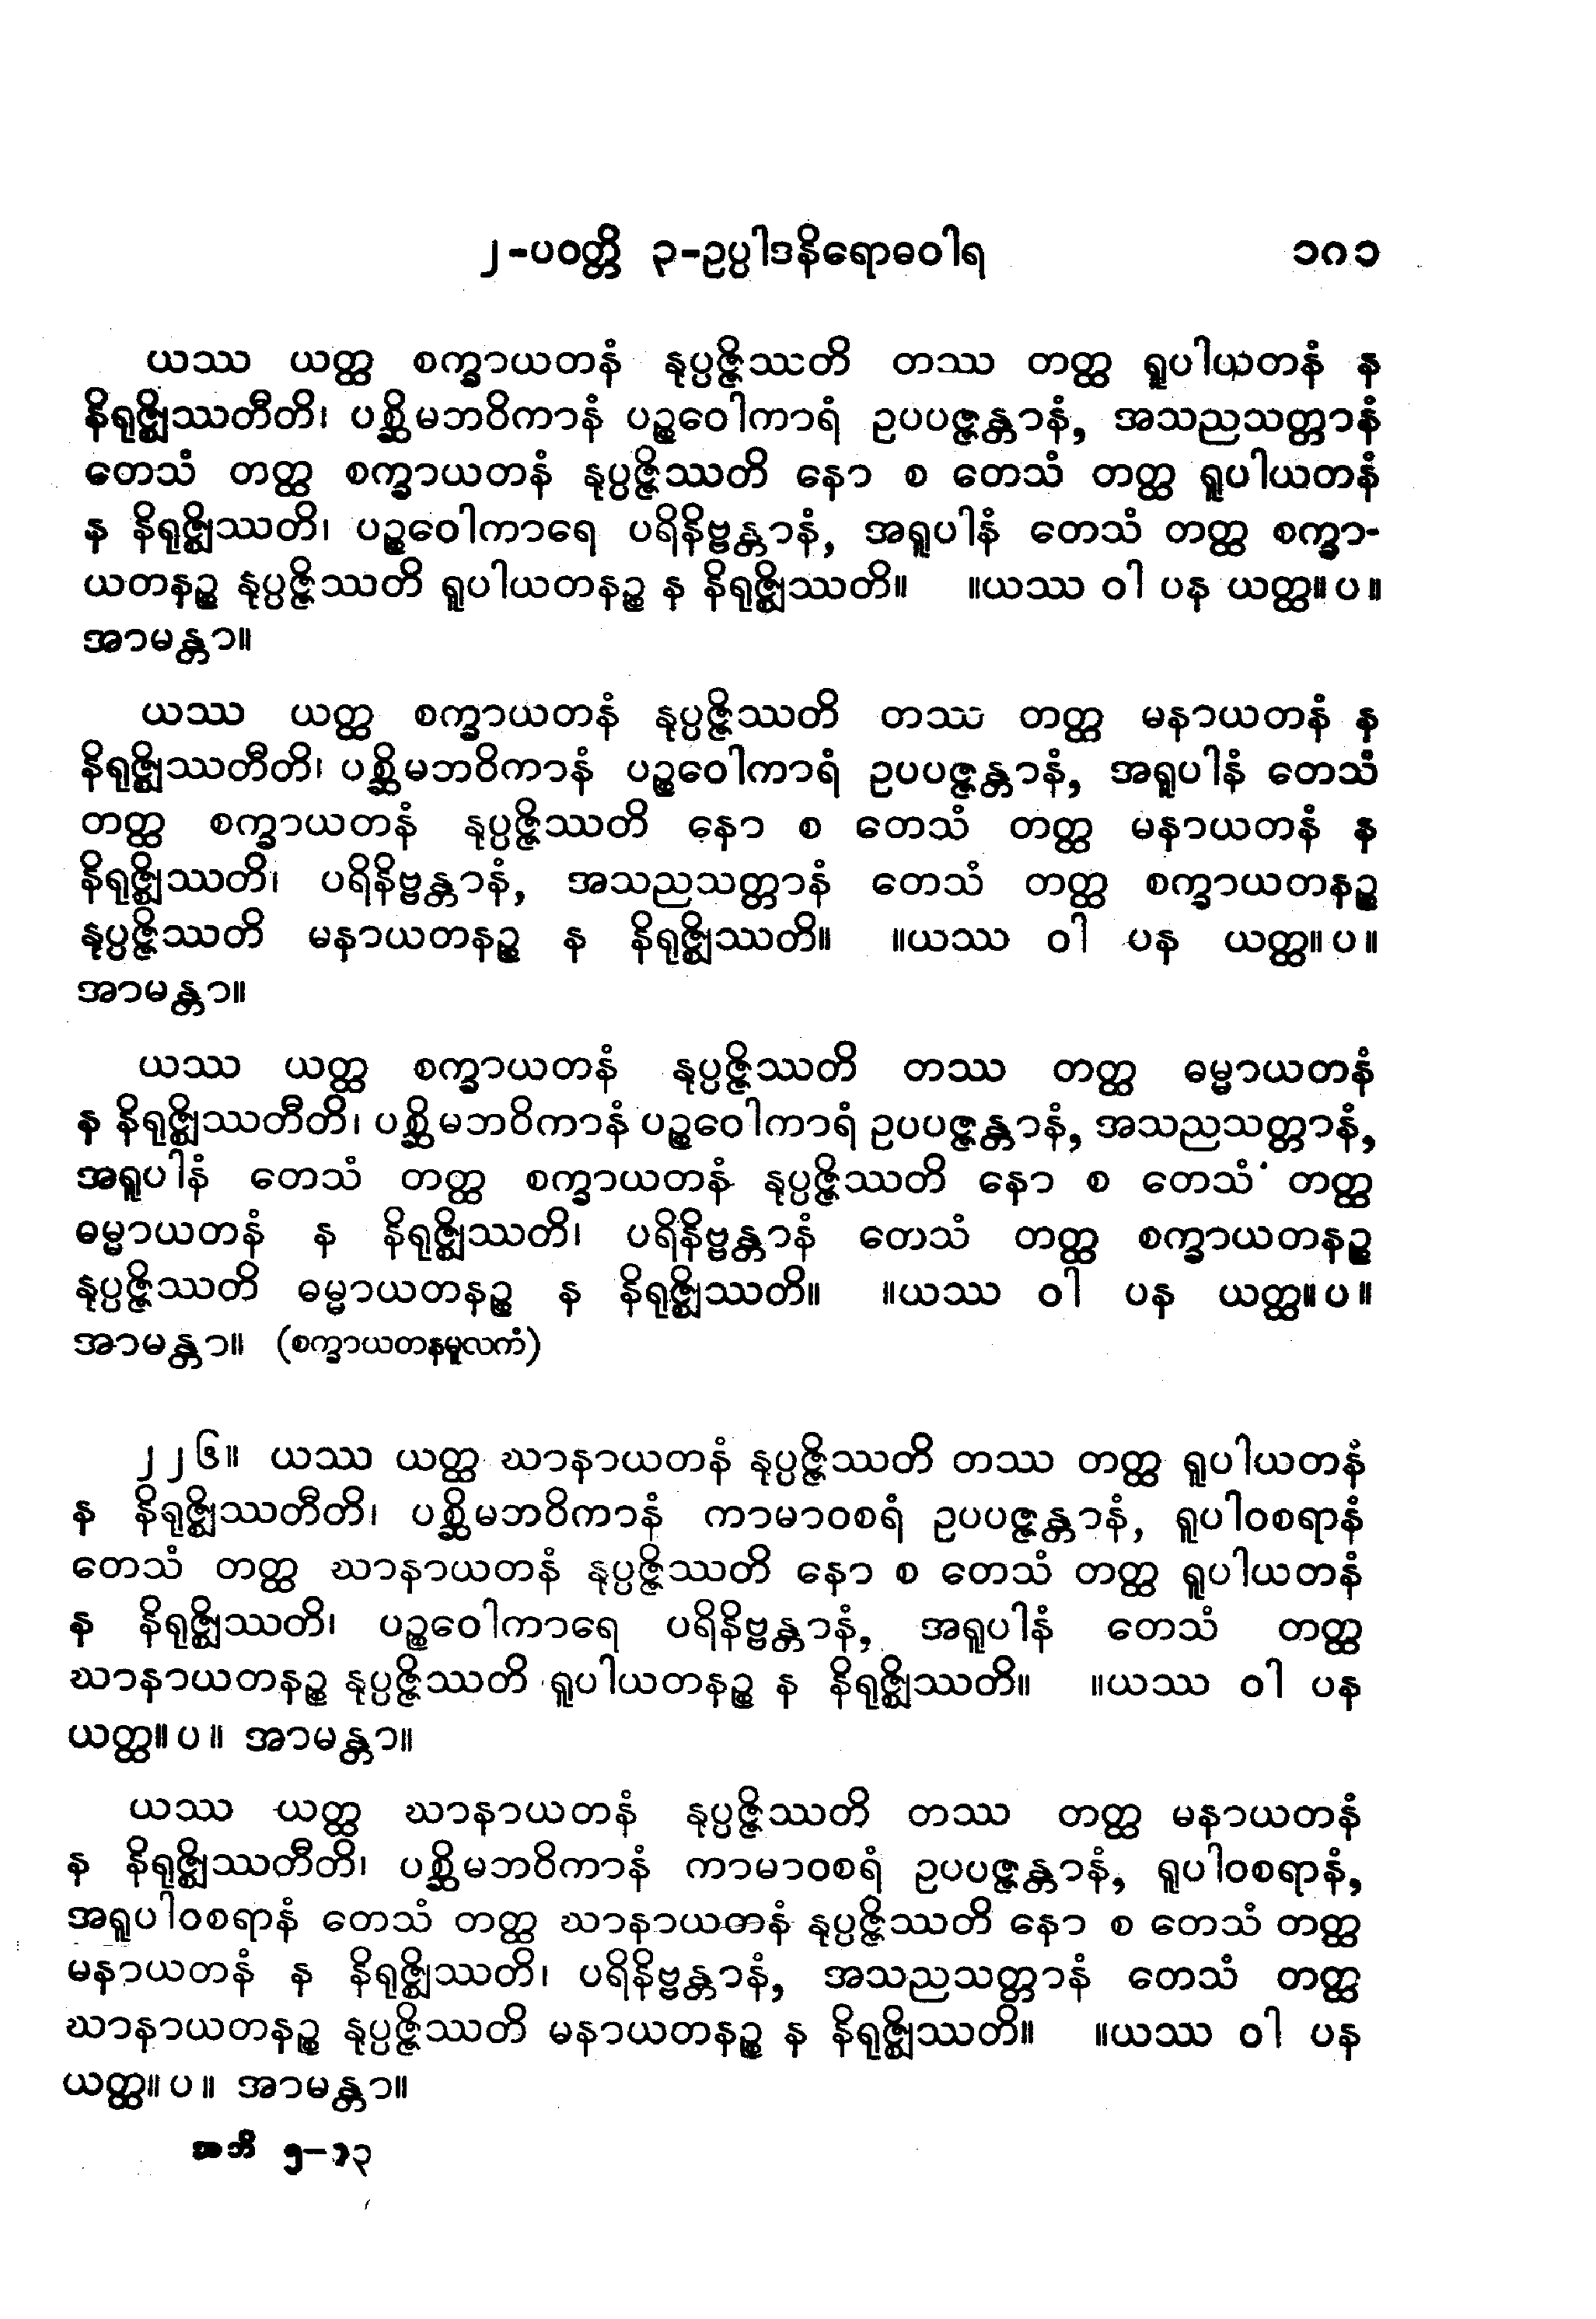 ၂-ပဝတ္တိ ၃-ဥပ္ပါဒနိရောဓဝါရ ၁၈၁
ယဿ ယတ္ထ စက္ခာယတနံ နုပ္ပဇ္ဇိဿတိ တဿ တတ္ထ ရူပါယတနံ န
နိရုဇ္ဈိဿတီတိ၊ ပစ္ဆိမဘဝိကာနံ ပဉ္စဝေါကာရံ ဥပပဇ္ဇန္တာနံ, အသညသတ္တာနံ
တေသံ တတ္ထ စက္ခာယတနံ နုပ္ပဇ္ဇိဿတိ နော စ တေသံ တတ္ထ ရူပါယတနံ
န နိရုဇ္ဈိဿတိ၊ ပဉ္စဝေါကာရေ ပရိနိဗ္ဗန္တာနံ, အရူပါနံ တေသံ တတ္ထ စက္ခာ-
ယတနဉ္စ နုပ္ပဇ္ဇိဿတိ ရူပါယတနဉ္စ န နိရုဇ္ဈိဿတိ။ ။ယဿ ဝါ ပန ယတ္ထ။ပ။
အာမန္တာ။
ယဿ ယတ္ထ စက္ခာယတနံ နုပ္ပဇ္ဇိဿတိ တဿ တတ္ထ မနာယတနံ န
နိရုဇ္ဈိဿတီတိ၊ ပစ္ဆိမဘဝိကာနံ ပဉ္စဝေါကာရံ ဥပပဇ္ဇန္တာနံ, အရူပါနံ တေသံ
တတ္ထ စက္ခာယတနံ နုပ္ပဇ္ဇိဿတိ နော စ တေသံ တတ္ထ မနာယတနံ န
နိရုဇ္ဈိဿတိ၊ ပရိနိဗ္ဗန္တာနံ, အသညသတ္တာနံ တေသံ တတ္ထ စက္ခာယတနဉ္စ
နုပ္ပဇ္ဇိဿတိ မနာယတနဉ္စ န နိရုဇ္ဈိဿတိ။ ။ယဿ ဝါ ပန ယတ္ထ။ပ။
အာမန္တာ။
ယဿ ယတ္ထ စက္ခာယတနံ နုပ္ပဇ္ဇိဿတိ တဿ တတ္ထ ဓမ္မာယတနံ
န နိရုဇ္ဈိဿတီတိ၊ ပစ္ဆိမဘဝိကာနံ ပဉ္စဝေါကာရံ ဥပပဇ္ဇန္တာနံ, အသညသတ္တာနံ,
အရူပါနံ တေသံ တတ္ထ စက္ခာယတနံ နုပ္ပဇ္ဇိဿတိ နော စ တေသံ တတ္ထ
ဓမ္မာယတနံ န နိရုဇ္ဈိဿတိ၊ ပရိနိဗ္ဗန္တာနံ တေသံ တတ္ထ စက္ခာယတနဉ္စ
နုပ္ပဇ္ဇိဿတိ ဓမ္မာယတနဉ္စ န နိရုဇ္ဈိဿတိ။ ။ယဿ ဝါ ပန ယတ္ထ။ပ။
အာမန္တာ။ (စက္ခာယတနမူလကံ)
၂၂၆။ ယဿ ယတ္ထ ဃာနာယတနံ နုပ္ပဇ္ဇိဿတိ တဿ တတ္ထ ရူပါယတနံ
န နိရုဇ္ဈိဿတီတိ၊ ပစ္ဆိမဘဝိကာနံ ကာမာဝစရံ ဥပပဇ္ဇန္တာနံ, ရူပါဝစရာနံ
တေသံ တတ္ထ ဃာနာယတနံ နုပ္ပဇ္ဇိဿတိ နော စ တေသံ တတ္ထ ရူပါယတနံ
န နိရုဇ္ဈိဿတိ၊ ပဉ္စဝေါကာရေ ပရိနိဗ္ဗန္တာနံ, အရူပါနံ တေသံ တတ္ထ
ဃာနာယတနဉ္စ နုပ္ပဇ္ဇိဿတိ ရူပါယတနဉ္စ န နိရုဇ္ဈိဿတိ။ ။ယဿ ဝါ ပန
ယတ္ထ။ပ။ အာမန္တာ။
ယဿ ယတ္ထ ဃာနာယတနံ နုပ္ပဇ္ဇိဿတိ တဿ တတ္ထ မနာယတနံ
န နိရုဇ္ဈိဿတီတိ၊ ပစ္ဆိမဘဝိကာနံ ကာမာဝစရံ ဥပပဇ္ဇန္တာနံ, ရူပါဝစရာနံ,
အရူပါဝစရာနံ တေသံ တတ္ထ ဃာနာယတနံ နုပ္ပဇ္ဇိဿတိ နော စ တေသံ တတ္ထ
မနာယတနံ န နိရုဇ္ဈိဿတိ၊ ပရိနိဗ္ဗန္တာနံ, အသညသတ္တာနံ တေသံ တတ္ထ
ဃာနာယတနဉ္စ နုပ္ပဇ္ဇိဿတိ မနာယတနဉ္စ န နိရုဇ္ဈိဿတိ။ ။ယဿ ဝါ ပန
ယတ္ထ။ပ။ အာမန္တာ။
အဘိ ၅-၁၃